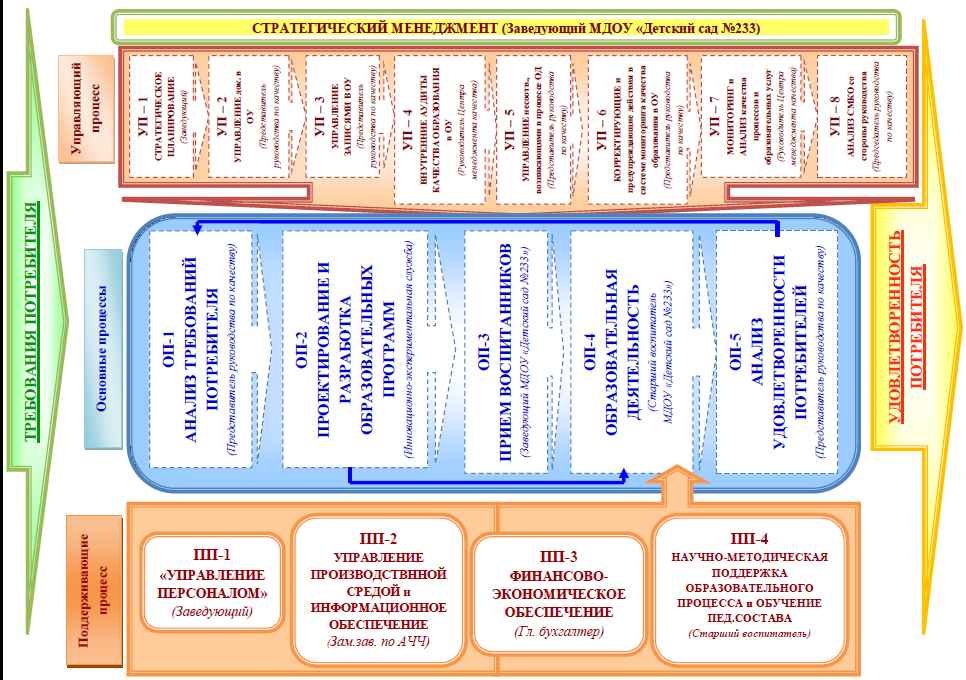 СТРАТЕГИЧЕСКИЙ МЕНЕДЖМЕНТ (Заведующий МДОУ «Детский сад №233)
ТРЕБОВАНИЯ ПОТРЕБИТЕЛЯ
Управляющий
процесс
УП – 1
СТРАТЕГИЧЕСКОЕ
ПЛАНИРОВАНИЕ
(Заведующий)
УП – 2
УПРАВЛЕНИЕ док. в
ОУ
(Представитель
руководства по качеству)
УП – 3
УПРАВЛЕНИЕ
ЗАПИСЯМИ В ОУ
(Представитель
руководства по качеству)
УП – 4
ВНУТРЕННИЕ АУДИТЫ
КАЧЕСТВА ОБРАЗОВАНИЯ
в ОУ
(Руководитель Центра
менеджмента качества)
УП – 5
УПРАВЛЕНИЕ несоотв.,
возникающими в процессе ОД
(Представитель руководства
по качеству)
УП – 6
КОРРЕКТИРУЮЩИЕ и
предупреждающие действия в
системе мониторинга качества
образования в ОУ
(Представитель руководства
по качеству)
УП – 7
МОНИТОРИНГ и
АНАЛИЗ качества
процессов и
образовательных услуг
(Руководитель Центра
менеджмента качества)
УП – 8
АНАЛИЗ СМКО со
стороны руководства
(Председатель руководства
по качеству)
Основные процессы
ОП-1
АНАЛИЗ ТРЕБОВАНИЙ
ПОТРЕБИТЕЛЯ
(Представитель руководства по качеству)
ОП-2
ПРОЕКТИРОВАНИЕ И
РАЗРАБОТКА
ОБРАЗОВАТЕЛЬНЫХ
ПРОГРАММ
(Инновационно-экспериментальная служба)
ОП-3
ПРИЕМ ВОСПИТАННИКОВ
(Заведующий МДОУ «Детский сад №233»)
ОП-4
ОБРАЗОВАТЕЛЬНАЯ
ДЕЯТЕЛЬНОСТЬ
(Старший воспитатель
МДОУ «Детский сад №233»)
ОП-5
АНАЛИЗ
УДОВЛЕТВОРЕННОСТИ
ПОТРЕБИТЕЛЕЙ
(Представитель руководства по качеству)
УДОВЛЕТВОРЕННОСТЬ
ПОТРЕБИТЕЛЯ
Поддерживающие
процесс
ПП-1
«УПРАВЛЕНИЕ
ПЕРСОНАЛОМ»
(Заведующий)
ПП-2
УПРАВЛЕНИЕ
ПРОИЗВОДСТВННОЙ
СРЕДОЙ и
ИНФОРМАЦИОННОЕ
ОБЕСПЕЧЕНИЕ
(Зам.зав. по АЧЧ)
ПП-3
ФИНАНСОВО-
ЭКОНОМИЧЕСКОЕ
ОБЕСПЕЧЕНИЕ
(Гл. бухгалтер)
ПП-4
НАУЧНО-МЕТОДИЧЕСКАЯ
ПОДДЕРЖКА
ОБРАЗОВАТЕЛЬНОГО
ПРОЦЕССА и ОБУЧЕНИЕ
ПЕД.СОСТАВА
(Старший воспитатель)